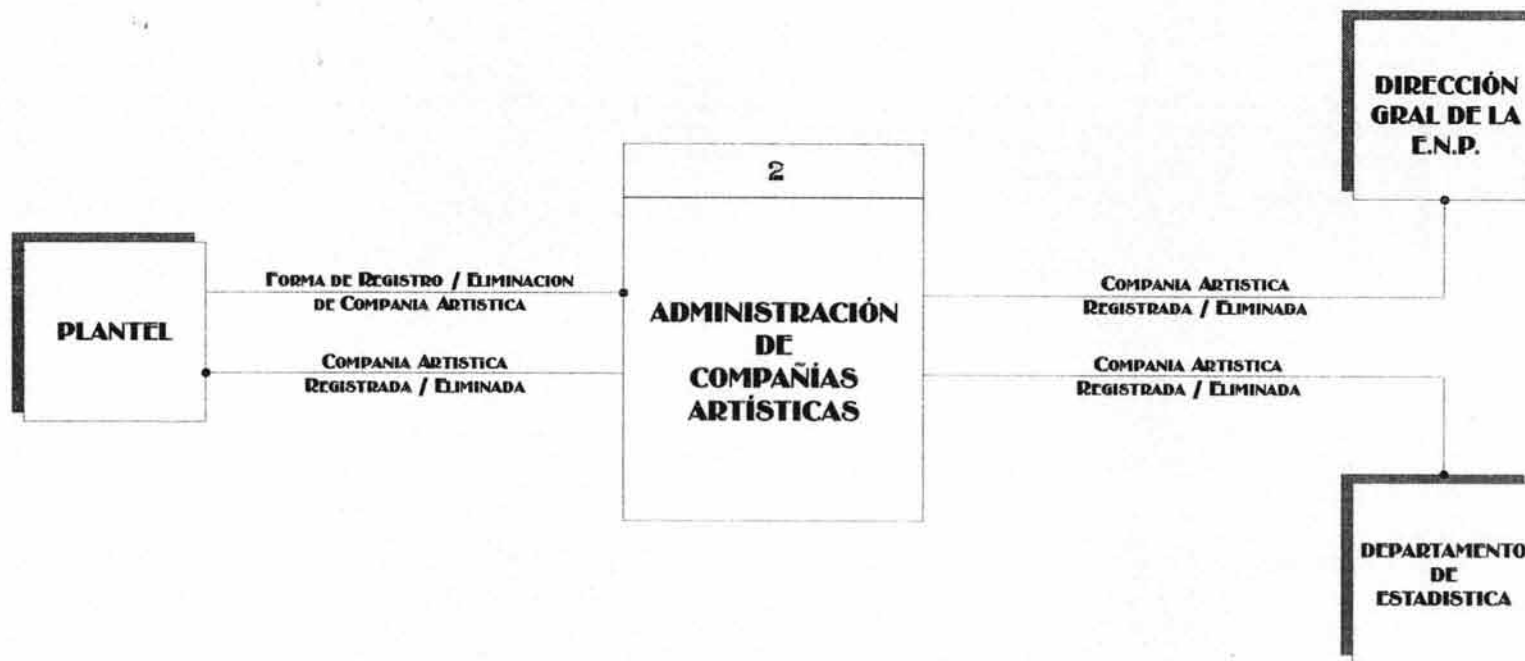 DIRECCIÓN
GRAL DE LA
E.N.P.
2
FORMA DE REGISTRO / ELIMINACION
DE COMPANIA ARTISTICA
PLANTEL
COMPANIA ARTISTICA
REGISTRADA / ELIMINADA
ADMINISTRACIÓN
DE
COMPAÑÍAS
ARTÍSTICAS
COMPANIA ARTISTICA
REGISTRADA / ELIMINADA
COMPANIA ARTISTICA
REGISTRADA / ELIMINADA
DEPARTAMENTO
DE
ESTADISTICA